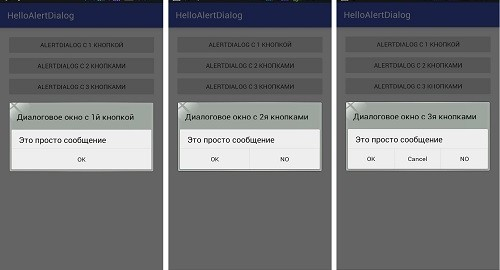 HelloAlertDialog
ALERTDIALOG С 1 КНОПКОЙ
ALERTDIALOG С 2 КНОПКАМИ
ALERTDIALOG С 3 КНОПКАМИ
Диалоговое окно с 1й кнопкой
Это просто сообщение
OK
HelloAlertDialog
ALERTDIALOG С 1 КНОПКОЙ
ALERTDIALOG С 2 КНОПКАМИ
ALERTDIALOG С 3 КНОПКАМИ
Диалоговое окно с 2я кнопками
Это просто сообщение
OK NO
HelloAlertDialog
ALERTDIALOG С 1 КНОПКОЙ
ALERTDIALOG С 2 КНОПКАМИ
ALERTDIALOG С 3 КНОПКАМИ
Диалоговое окно с 3я кнопками
Это просто сообщение
OK Cancel NO